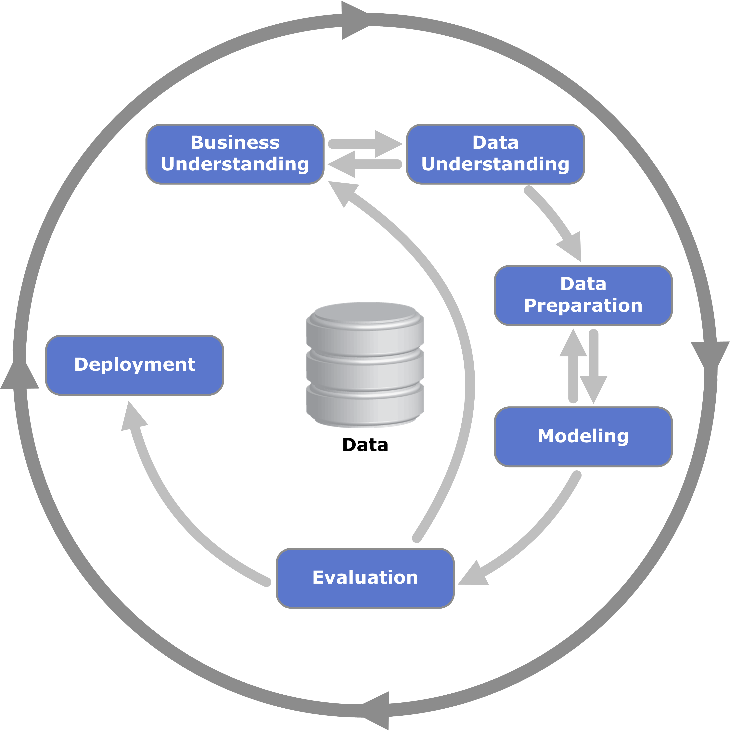 Business
Understanding
Data
Understanding
Data
Preparation
Deployment
Modeling
Data
Evaluation